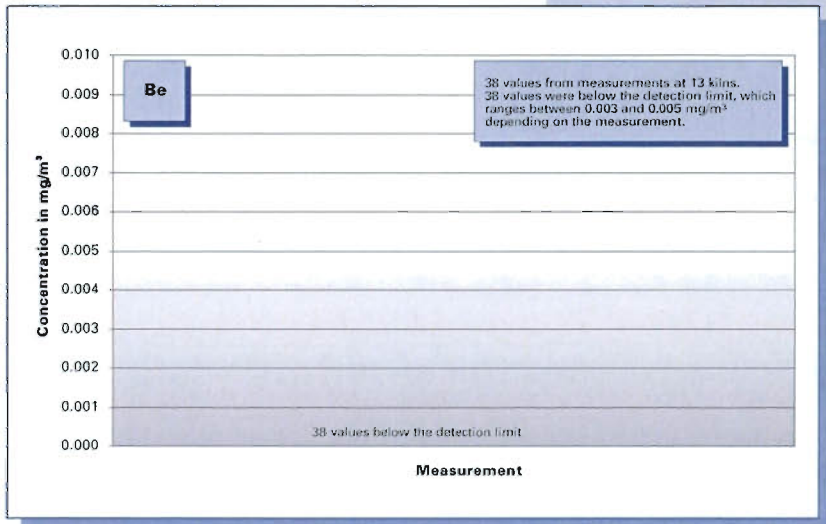 Be
38 values from measurements at 13 kilns.
38 values were below the detection limit, which
ranges between 0.003 and 0.005 mg/m³
depending on the measurement.
Concentration in mg/m³
0.010
0.009
0.008
0.007
0.006
0.005
0.004
0.003
0.002
0.001
0.000
38 values below the detection limit
Measurement